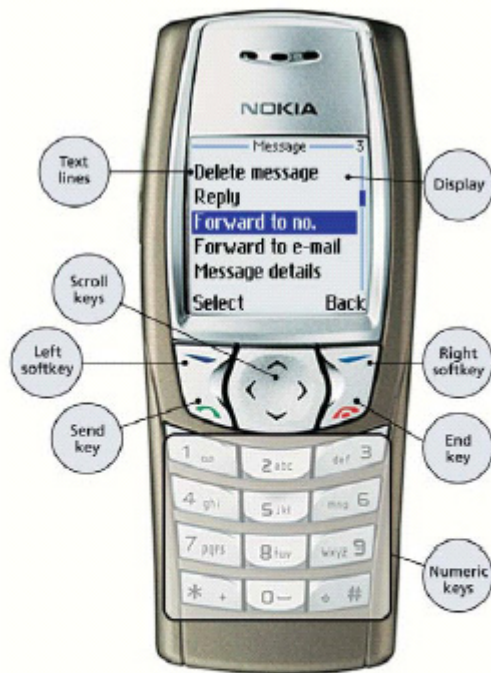 NOKIA
Message 3
Text lines
Delete message
Display
Reply
Forward to no.
Forward to e-mail
Message details
Scroll keys
Select Back
Left softkey
Right softkey
Send key
End key
1
2 abc
def 3
4 ghi
5 jkl
mno 6
7 pqrs
8 tuv
wxyz 9
* +
0
#
Numeric keys